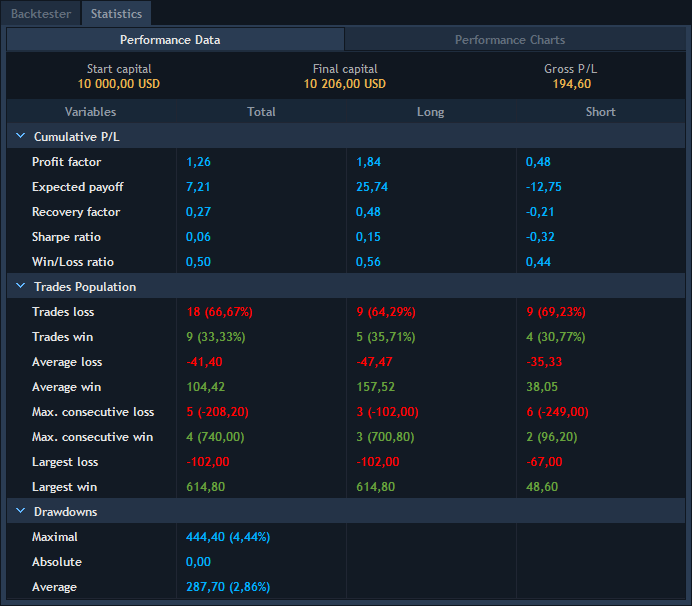 Backtester Statistics
Performance Data Performance Charts
Start capital Final capital Gross P/L
10 000,00 USD 10 206,00 USD 194,60
Variables Total Long Short
Cumulative P/L
Profit factor 1,26 1,84 0,48
Expected payoff 7,21 25,74 -12,75
Recovery factor 0,27 0,48 -0,21
Sharpe ratio 0,06 0,15 -0,32
Win/Loss ratio 0,50 0,56 0,44
Trades Population
Trades loss 18 (66,67%) 9 (64,29%) 9 (69,23%)
Trades win 9 (33,33%) 5 (35,71%) 4 (30,77%)
Average loss -41,40 -47,47 -35,33
Average win 104,42 157,52 38,05
Max. consecutive loss 5 (-208,20) 3 (-102,00) 6 (-249,00)
Max. consecutive win 4 (740,00) 3 (700,80) 2 (96,20)
Largest loss -102,00 -102,00 -67,00
Largest win 614,80 614,80 48,60
Drawdowns
Maximal 444,40 (4,44%)
Absolute 0,00
Average 287,70 (2,86%)